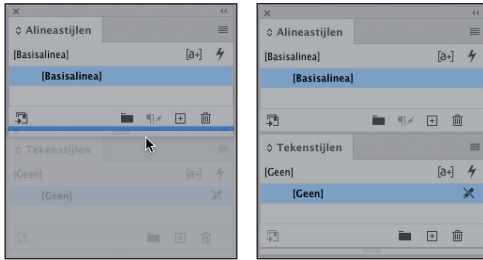 Alineastijlen
[Basisalinea] [a+]
[Basisalinea]
Tekenstijlen
[Geen] [a+]
[Geen]
Alineastijlen
[Basisalinea] [a+]
[Basisalinea]
Tekenstijlen
[Geen] [a+]
[Geen]